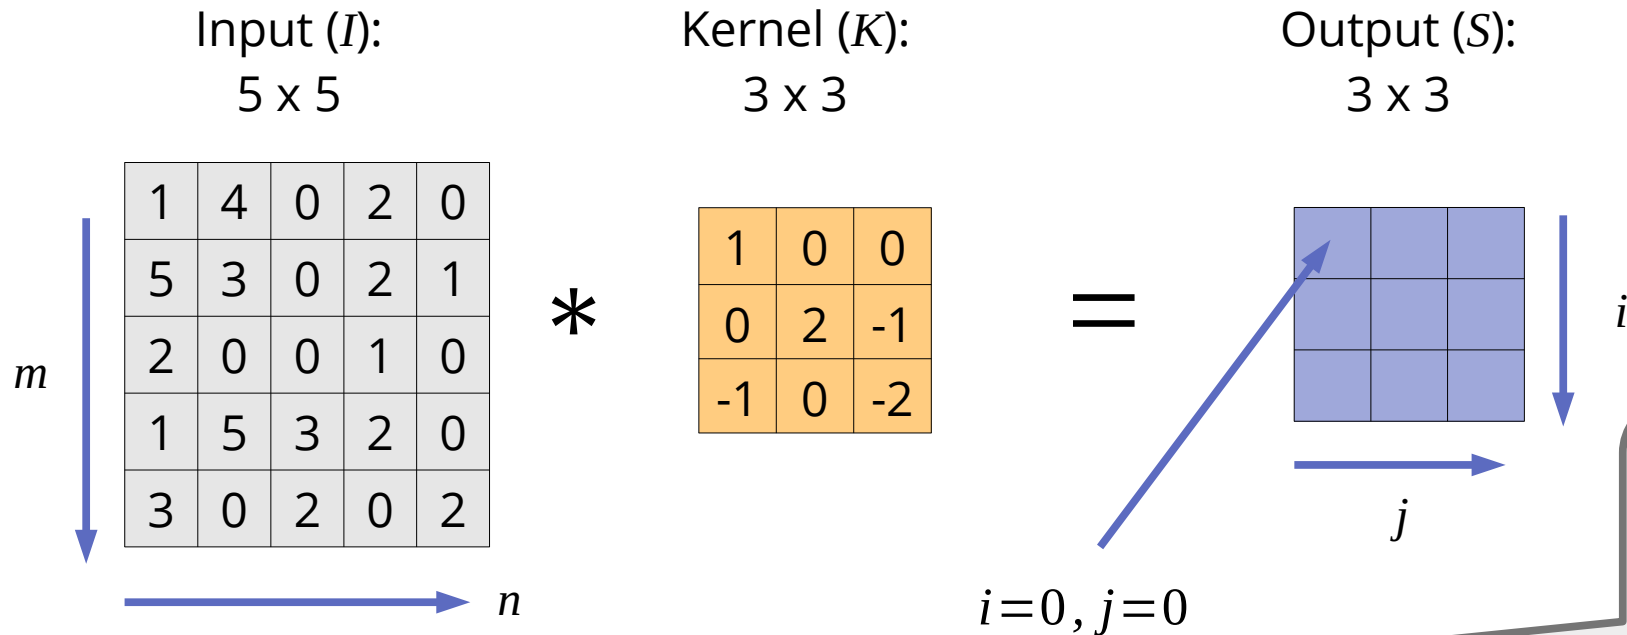 Input (I):
5 x 5
Kernel (K):
3 x 3
Output (S):
3 x 3
1 4 0 2 0
5 3 0 2 1
2 0 0 1 0
1 5 3 2 0
3 0 2 0 2
m
n
*
1 0 0
0 2 -1
-1 0 -2
=
i
j
i=0, j=0